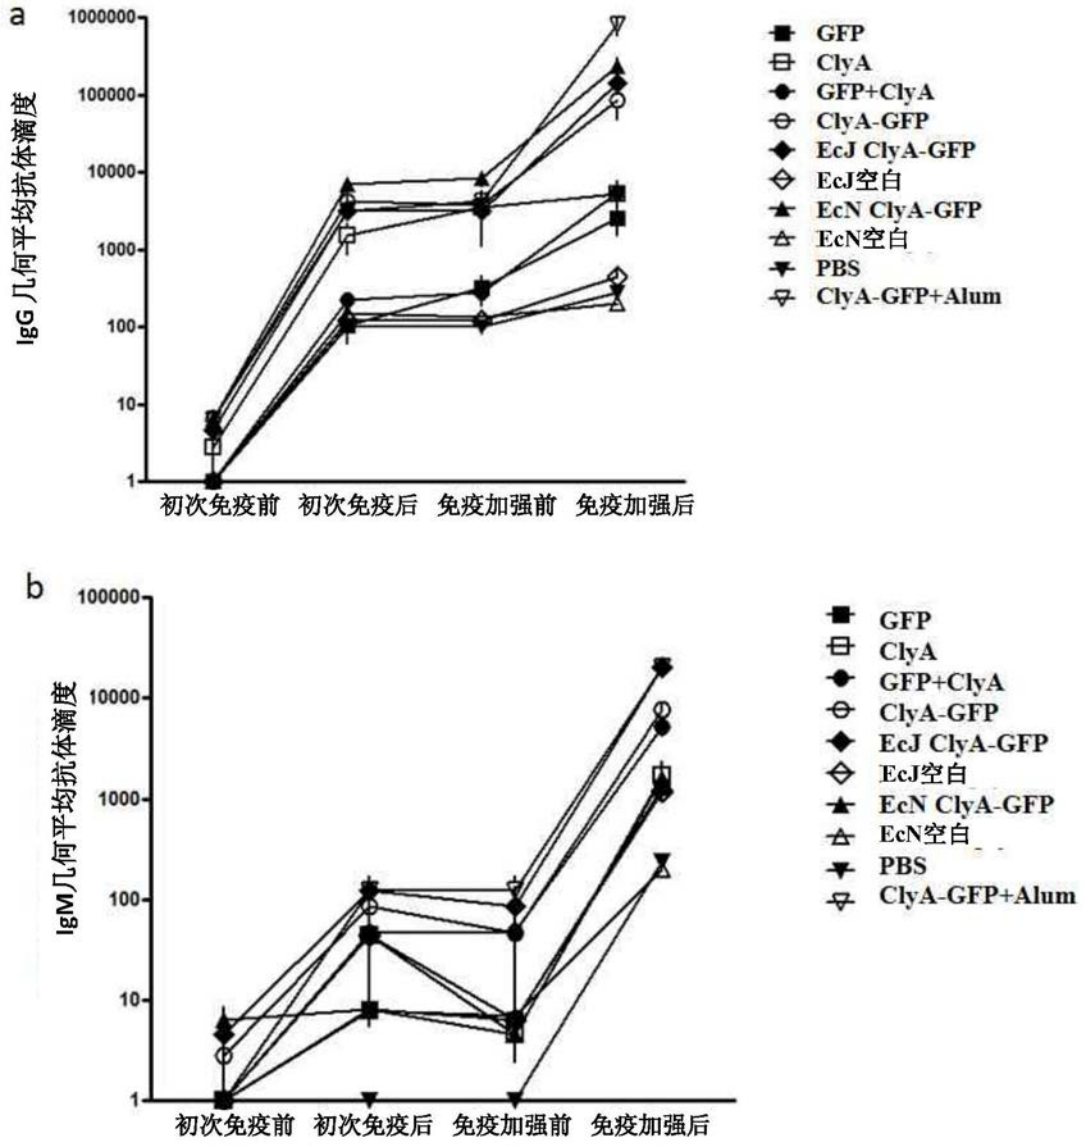 a
IgG 几何平均抗体滴度
1000000
100000
10000
1000
100
10
1
初次免疫前
初次免疫后
免疫加强前
免疫加强后
GFP
ClyA
GFP+ClyA
ClyA-GFP
EcJ ClyA-GFP
EcJ空白
EcN ClyA-GFP
EcN空白
PBS
ClyA-GFP+Alum
b
IgM几何平均抗体滴度
100000
10000
1000
100
10
1
初次免疫前
初次免疫后
免疫加强前
免疫加强后
GFP
ClyA
GFP+ClyA
ClyA-GFP
EcJ ClyA-GFP
EcJ空白
EcN ClyA-GFP
EcN空白
PBS
ClyA-GFP+Alum